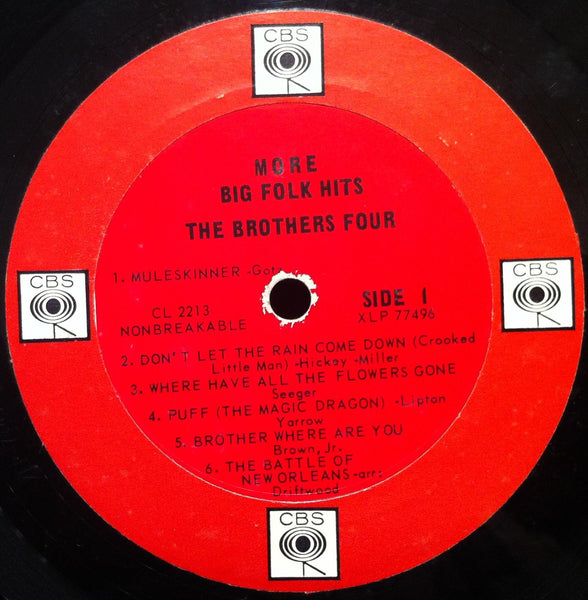 CBS
MORE
BIG FOLK HITS
THE BROTHERS FOUR
1. MULESKINNER -Got
CBS
CBS
CL 2213
NONBREAKABLE
SIDE 1
XLP 77496
2. DON'T LET THE RAIN COME DOWN (Crooked
Little Man) -Hickay -Miller
3. WHERE HAVE ALL THE FLOWERS GONE
Seeger
4. PUFF (THE MAGIC DRAGON) -Lipton
Yarrow
5. BROTHER WHERE ARE YOU
Brown, Jr.
6. THE BATTLE OF
NEW ORLEANS -arr:
Driftwood
CBS